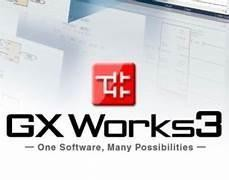 GX Works3
— One Software, Many Possibilities —